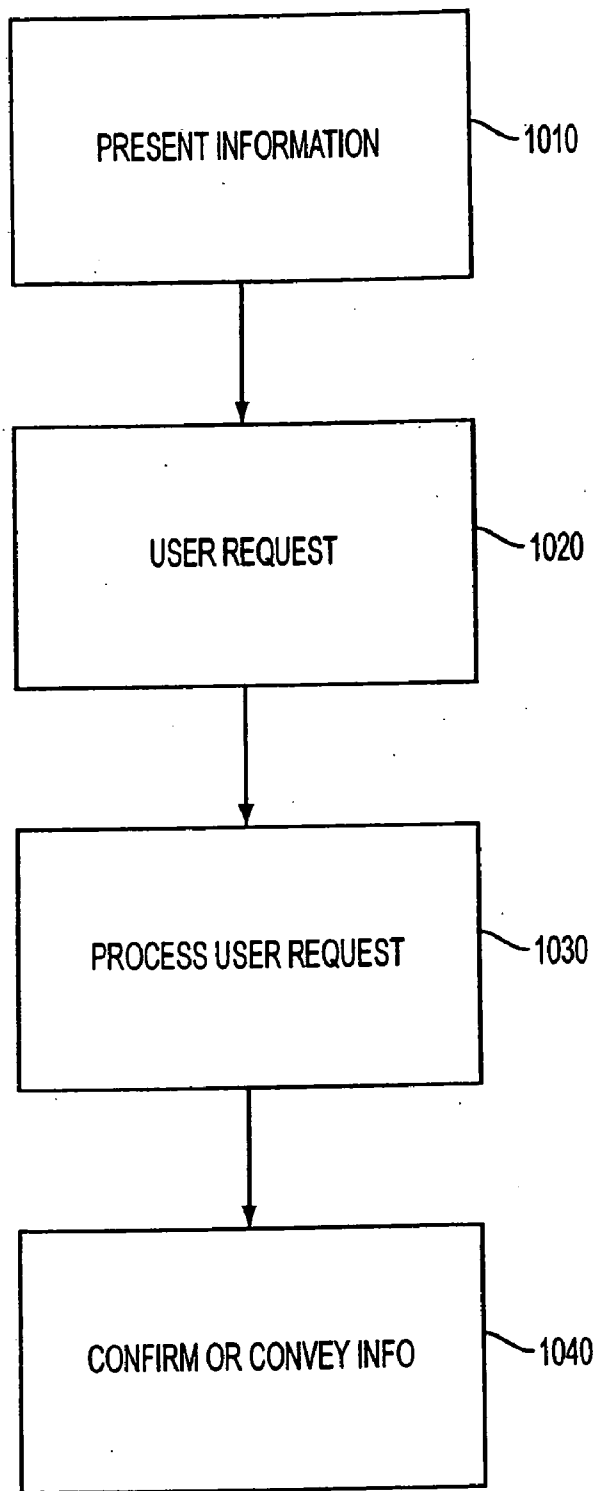 PRESENT INFORMATION
1010
USER REQUEST
1020
PROCESS USER REQUEST
1030
CONFIRM OR CONVEY INFO
1040